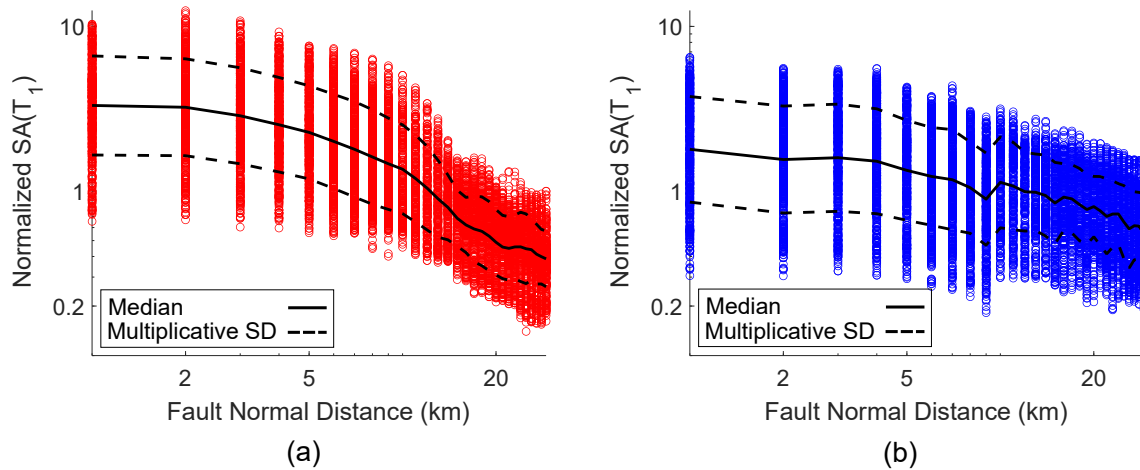 10
1
0.2
Normalized SA(T1)
Median
Multiplicative SD
2
5
20
Fault Normal Distance (km)
(a)
10
1
0.2
Normalized SA(T1)
Median
Multiplicative SD
2
5
20
Fault Normal Distance (km)
(b)